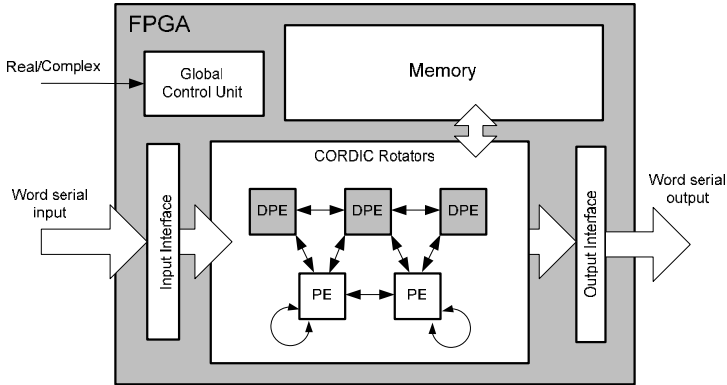 FPGA
Real/Complex
Global
Control Unit
Memory
CORDIC Rotators
Word serial
input
Input Interface
DPE
DPE
DPE
PE
PE
Output Interface
Word serial
output